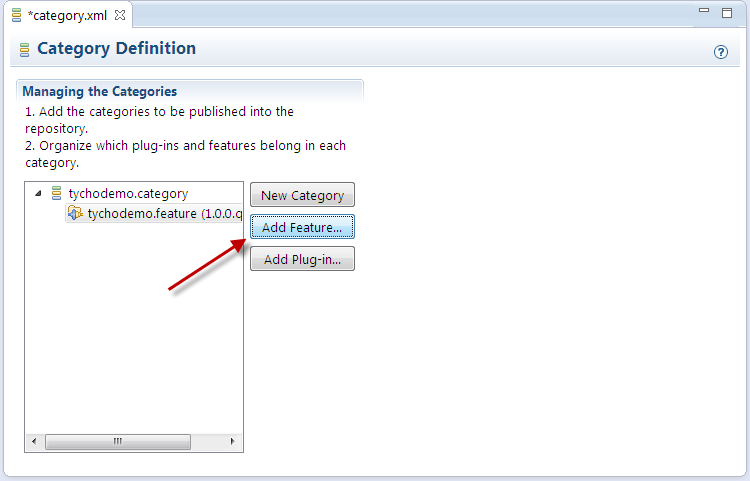 *category.xml
Category Definition
Managing the Categories
1. Add the categories to be published into the
repository.
2. Organize which plug-ins and features belong in each
category.
tychodemo.category
New Category
tychodemo.feature (1.0.0.q
Add Feature...
Add Plug-in...